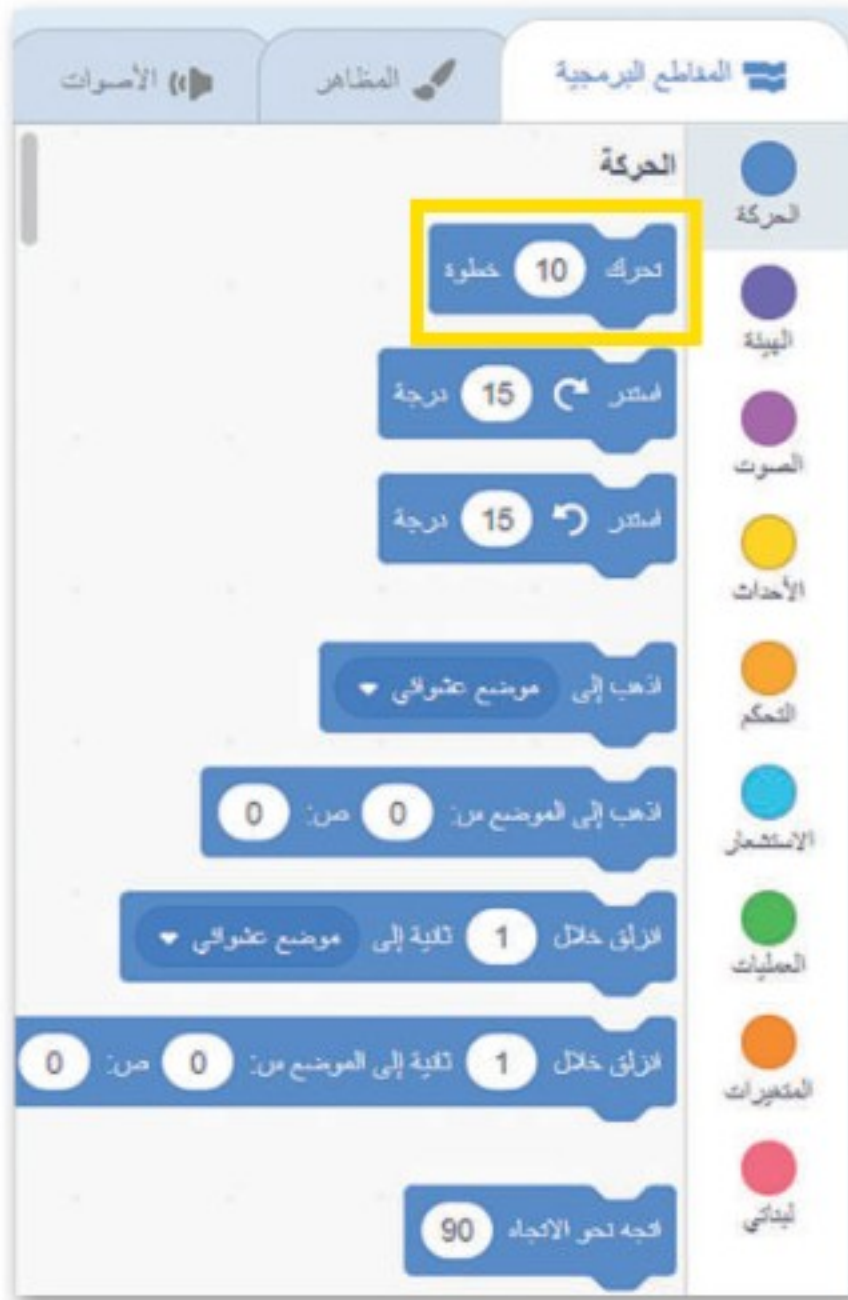 المقاطع البرمجية
المظاهر
الأصوات
الحركة
الحركة
تحرك 10 خطوة
الهيئة
استدر 15 درجة
الصوت
استدر 15 درجة
الأحداث
اذهب إلى موضع عشوائي
التحكم
اذهب إلى الموضع س: 0 ص: 0
الاستشعار
انزلق خلال 1 ثانية إلى موضع عشوائي
العمليات
انزلق خلال 1 ثانية إلى الموضع س: 0 ص: 0
المتغيرات
لبناتي
اتجه نحو الاتجاه 90